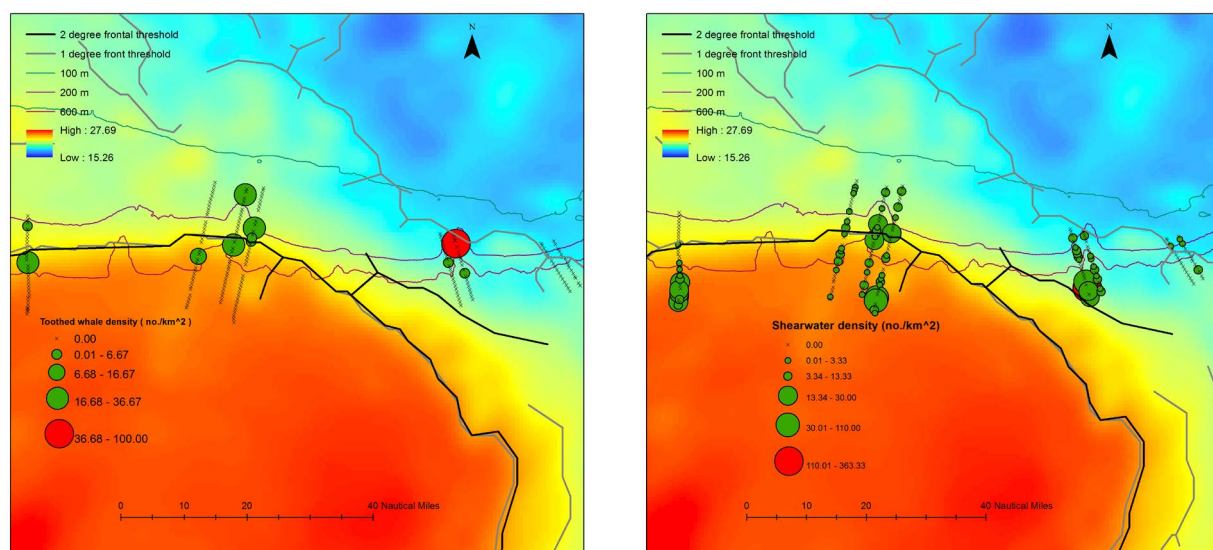 2 degree frontal threshold
1 degree front threshold
100 m
200 m
600 m
High : 27.69
Low : 15.26
N
Toothed whale density ( no./km^2 )
0.00
0.01 - 6.67
6.68 - 16.67
16.68 - 36.67
36.68 - 100.00
0 10 20 40 Nautical Miles
2 degree frontal threshold
1 degree front threshold
100 m
200 m
600 m
High : 27.69
Low : 15.26
N
Shearwater density (no./km^2)
0.00
0.01 - 3.33
3.34 - 13.33
13.34 - 30.00
30.01 - 110.00
110.01 - 363.33
0 10 20 40 Nautical Miles